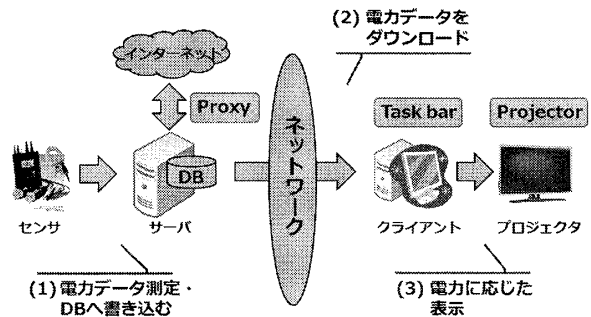 (2) 電力データを
ダウンロード
インターネット
Proxy
ネットワーク
Task bar
Projector
DB
センサ
サーバ
クライアント
プロジェクタ
(1) 電力データ測定・
DBへ書き込む
(3) 電力に応じた
表示